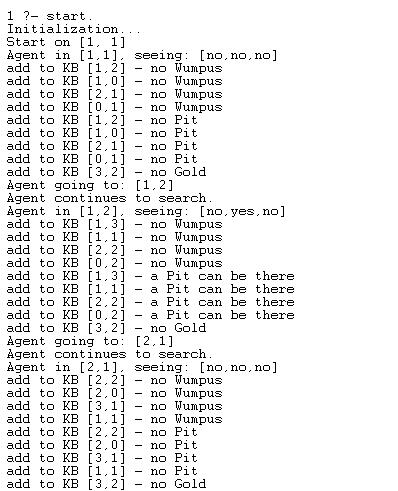 1 ?- start.
Initialization...
Start on [1, 1]
Agent in [1,1], seeing: [no,no,no]
add to KB [1,2] - no Wumpus
add to KB [1,0] - no Wumpus
add to KB [2,1] - no Wumpus
add to KB [0,1] - no Wumpus
add to KB [1,2] - no Pit
add to KB [1,0] - no Pit
add to KB [2,1] - no Pit
add to KB [0,1] - no Pit
add to KB [3,2] - no Gold
Agent going to: [1,2]
Agent continues to search.
Agent in [1,2], seeing: [no,yes,no]
add to KB [1,3] - no Wumpus
add to KB [1,1] - no Wumpus
add to KB [2,2] - no Wumpus
add to KB [0,2] - no Wumpus
add to KB [1,3] - a Pit can be there
add to KB [1,1] - a Pit can be there
add to KB [2,2] - a Pit can be there
add to KB [0,2] - a Pit can be there
add to KB [3,2] - no Gold
Agent going to: [2,1]
Agent continues to search.
Agent in [2,1], seeing: [no,no,no]
add to KB [2,2] - no Wumpus
add to KB [2,0] - no Wumpus
add to KB [3,1] - no Wumpus
add to KB [1,1] - no Wumpus
add to KB [2,2] - no Pit
add to KB [2,0] - no Pit
add to KB [3,1] - no Pit
add to KB [1,1] - no Pit
add to KB [3,2] - no Gold